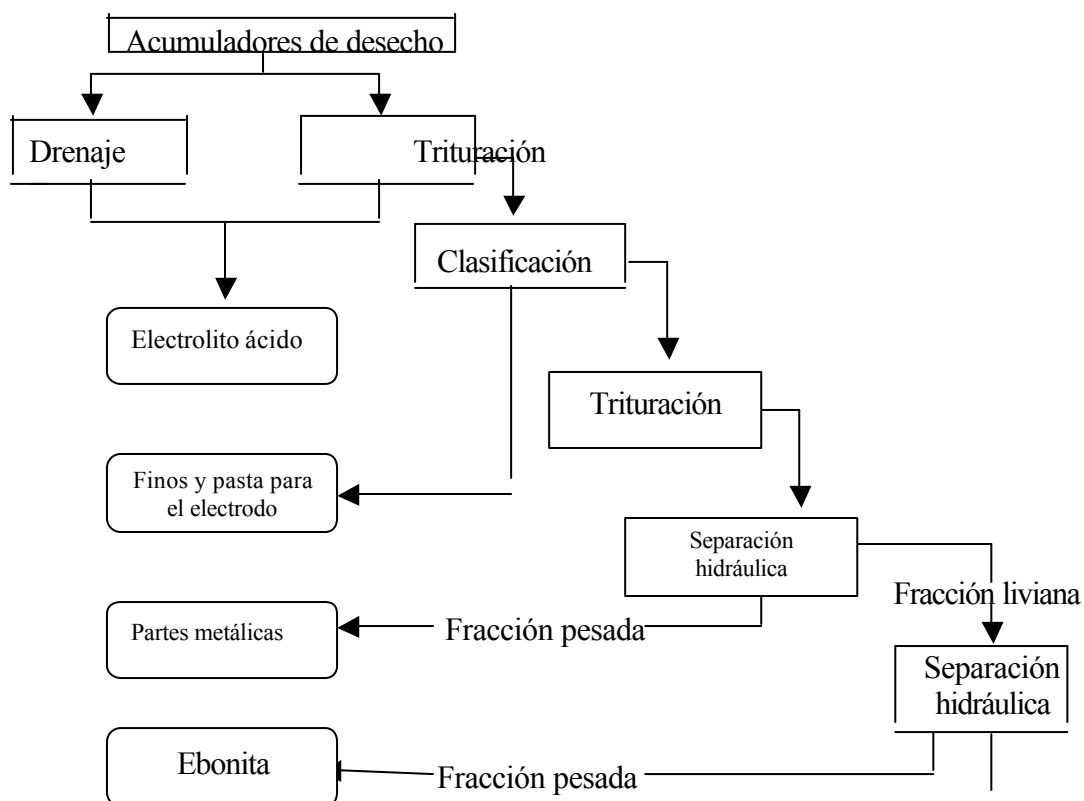 Acumuladores de desecho
Drenaje
Trituración
Clasificación
Electrolito ácido
Trituración
Finos y pasta para
el electrodo
Separación
hidráulica
Fracción liviana
Partes metálicas
Fracción pesada
Separación
hidráulica
Ebonita
Fracción pesada